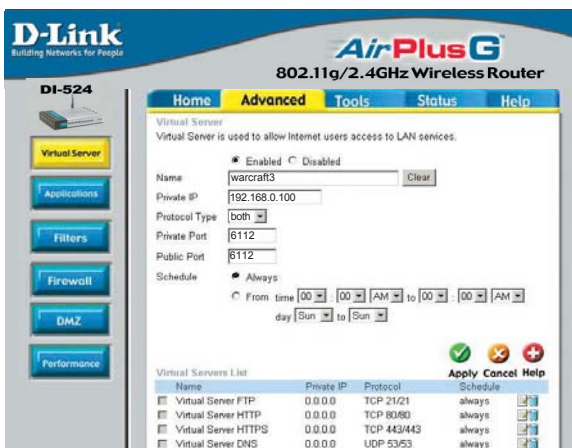 D-Link
Building Networks for People
AirPlus G
802.11g/2.4GHz Wireless Router
DI-524
Home Advanced Tools Status Help
Virtual Server
Applications
Filters
Firewall
DMZ
Performance
Virtual Server
Virtual Server is used to allow Internet users access to LAN services.
Enabled Disabled
Name warcraft3 Clear
Private IP 192.168.0.100
Protocol Type both
Private Port 6112
Public Port 6112
Schedule Always
From time 00 : 00 AM to 00 : 00 AM
day Sun to Sun
Apply Cancel Help
Virtual Servers List
Name Private IP Protocol Schedule
Virtual Server FTP 0.0.0.0 TCP 21/21 always
Virtual Server HTTP 0.0.0.0 TCP 80/80 always
Virtual Server HTTPS 0.0.0.0 TCP 443/443 always
Virtual Server DNS 0.0.0.0 UDP 53/53 always